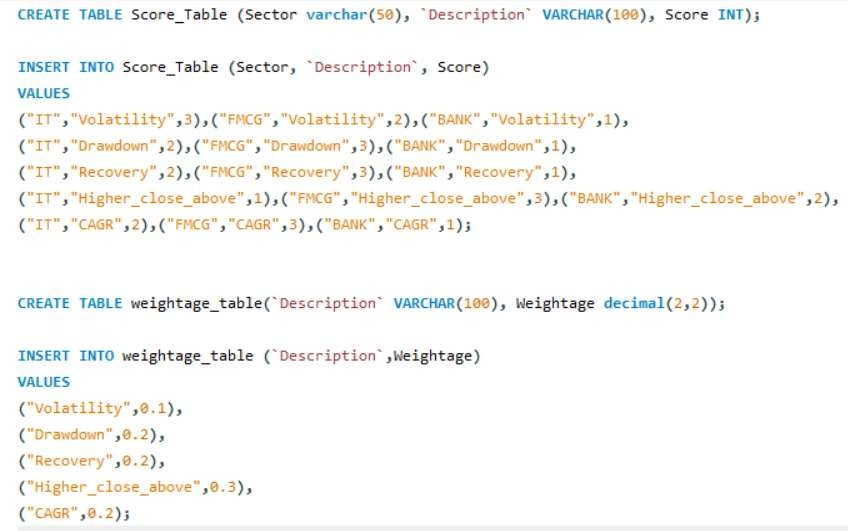 CREATE TABLE Score_Table (Sector varchar(50), `Description` VARCHAR(100), Score INT);
INSERT INTO Score_Table (Sector, `Description`, Score)
VALUES
("IT","Volatility",3),("FMCG","Volatility",2),("BANK","Volatility",1),
("IT","Drawdown",2),("FMCG","Drawdown",3),("BANK","Drawdown",1),
("IT","Recovery",2),("FMCG","Recovery",3),("BANK","Recovery",1),
("IT","Higher_close_above",1),("FMCG","Higher_close_above",3),("BANK","Higher_close_above",2),
("IT","CAGR",2),("FMCG","CAGR",3),("BANK","CAGR",1);
CREATE TABLE weightage_table(`Description` VARCHAR(100), Weightage decimal(2,2));
INSERT INTO weightage_table (`Description`,Weightage)
VALUES
("Volatility",0.1),
("Drawdown",0.2),
("Recovery",0.2),
("Higher_close_above",0.3),
("CAGR",0.2);